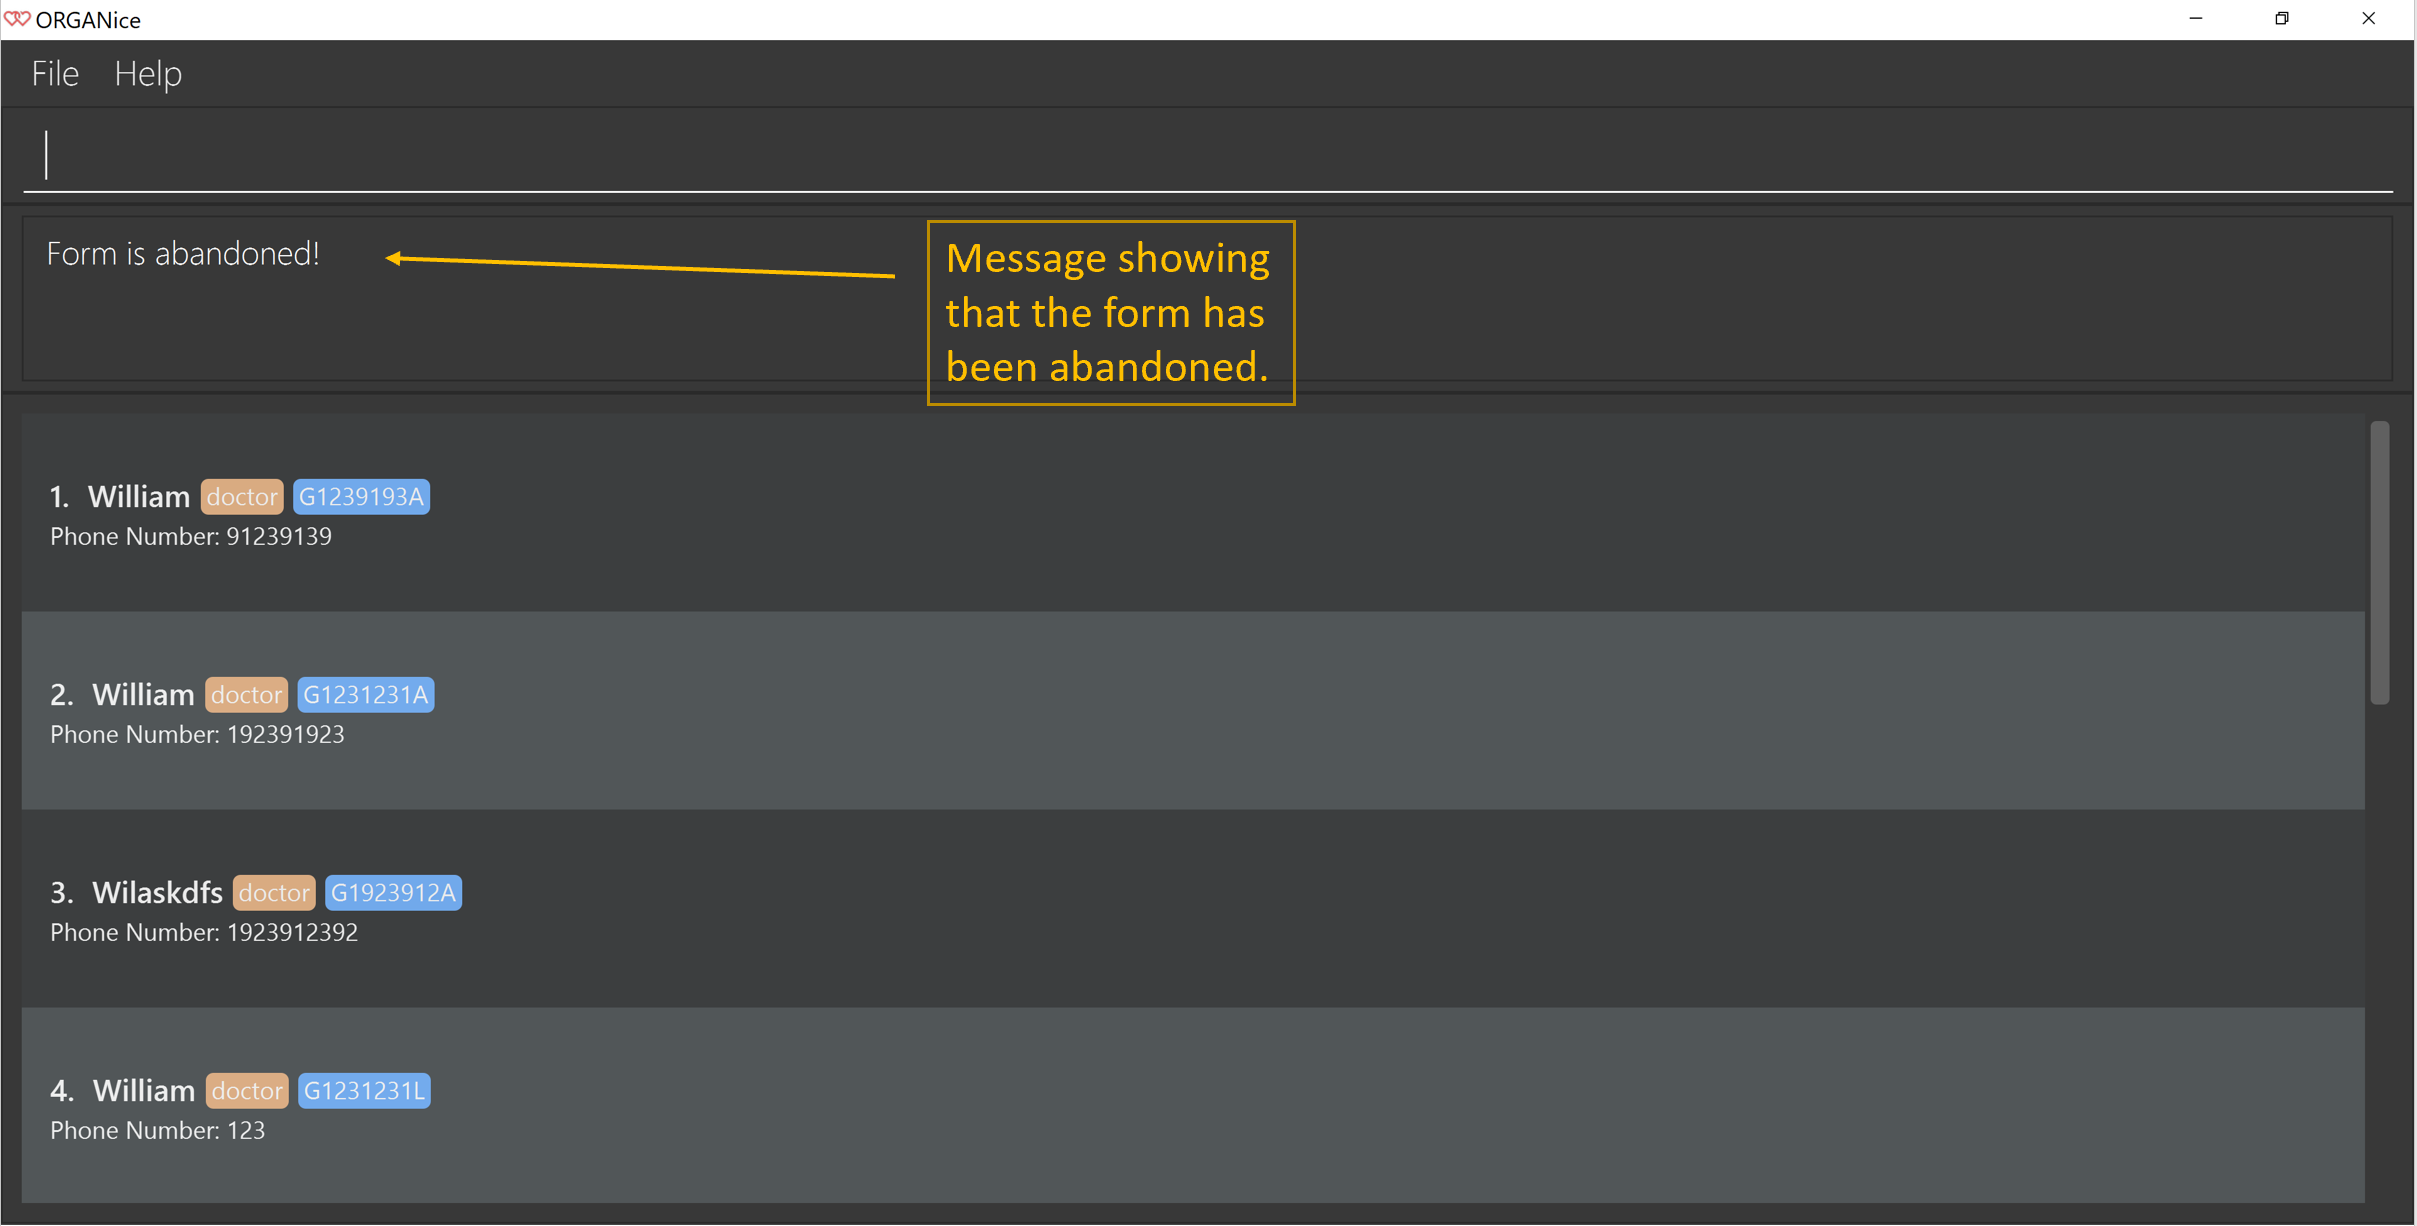 ORGANice
File Help
Form is abandoned!
Message showing
that the form has
been abandoned.
1. William doctor G1239193A
Phone Number: 91239139
2. William doctor G1231231A
Phone Number: 192391923
3. Wilaskdfs doctor G1923912A
Phone Number: 1923912392
4. William doctor G1231231L
Phone Number: 123